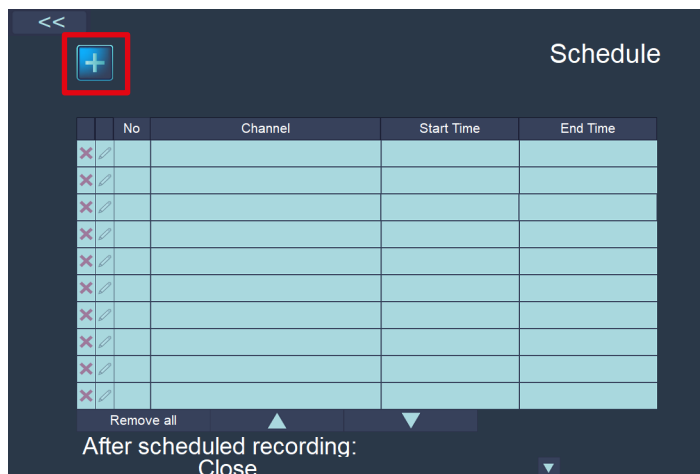 <<
Schedule
No Channel Start Time End Time
Remove all
After scheduled recording:
Close